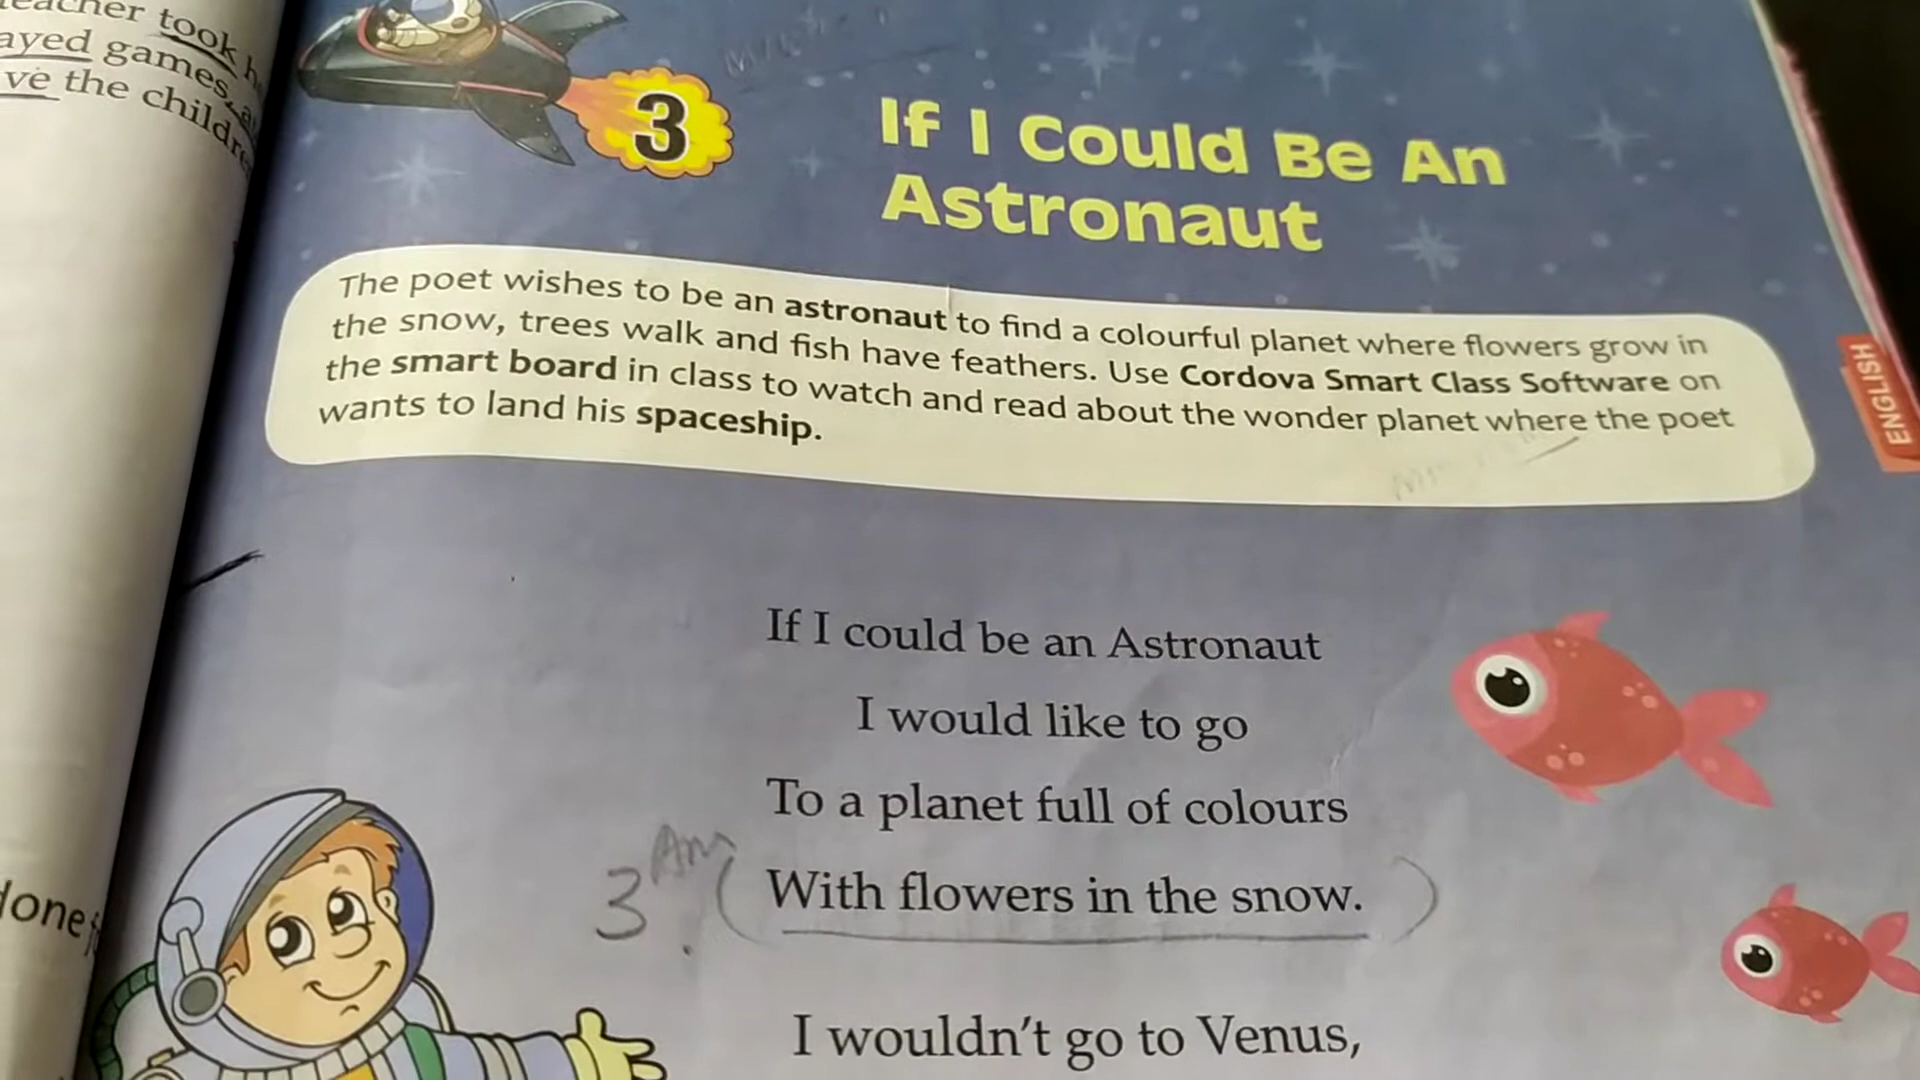 took
ayed games,
ve the childre
3
If I Could Be An
Astronaut
The poet wishes to be an astronaut to find a colourful planet where flowers grow in
the snow, trees walk and fish have feathers. Use Cordova Smart Class Software on
the smart board in class to watch and read about the wonder planet where the poet
wants to land his spaceship.
ENGLISH
If I could be an Astronaut
I would like to go
To a planet full of colours
3 Ans
With flowers in the snow.
I wouldn't go to Venus,